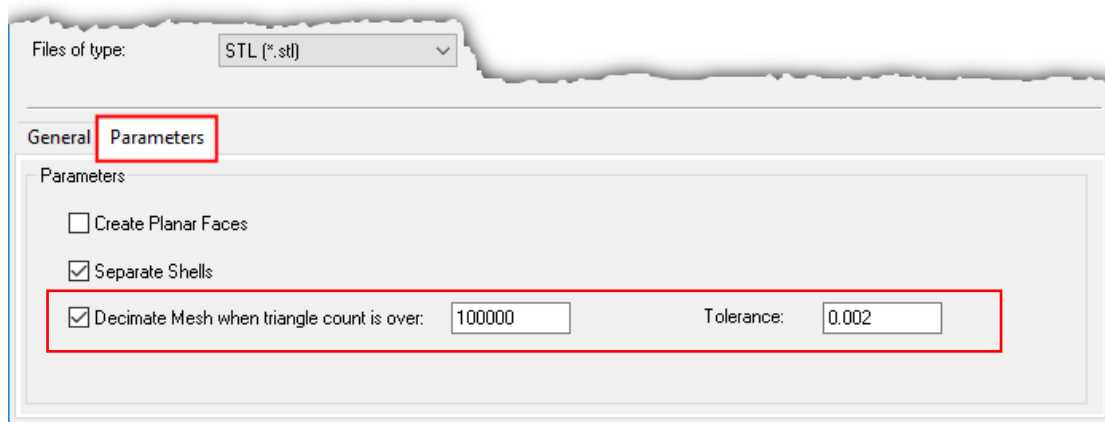 Files of type: STL (*.stl)
General Parameters
Parameters
Create Planar Faces
Separate Shells
Decimate Mesh when triangle count is over: 100000 Tolerance: 0.002